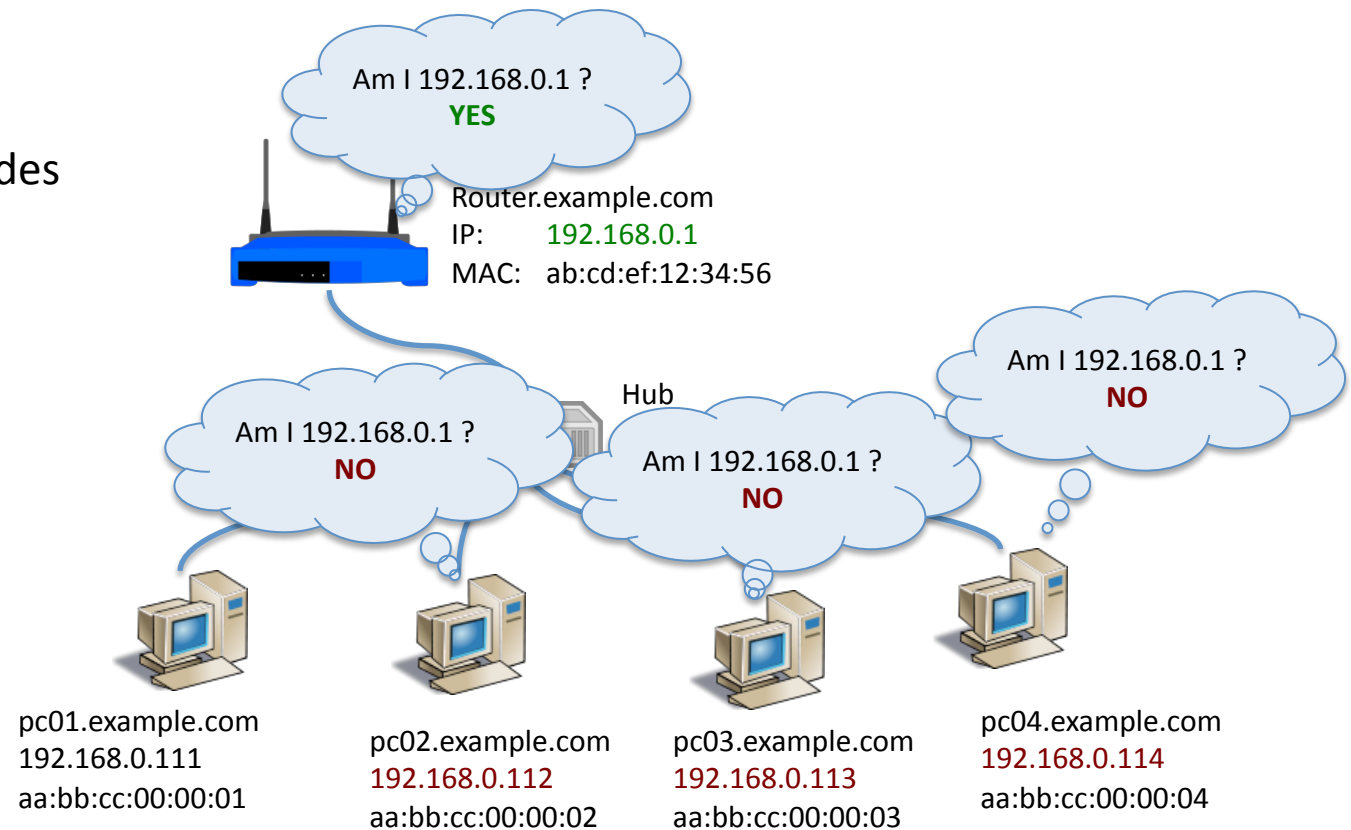 Am I 192.168.0.1 ?
YES
des
Router.example.com
IP: 192.168.0.1
MAC: ab:cd:ef:12:34:56
Am I 192.168.0.1 ?
NO
Hub
Am I 192.168.0.1 ?
NO
Am I 192.168.0.1 ?
NO
pc01.example.com
192.168.0.111
aa:bb:cc:00:00:01
pc02.example.com
192.168.0.112
aa:bb:cc:00:00:02
pc03.example.com
192.168.0.113
aa:bb:cc:00:00:03
pc04.example.com
192.168.0.114
aa:bb:cc:00:00:04